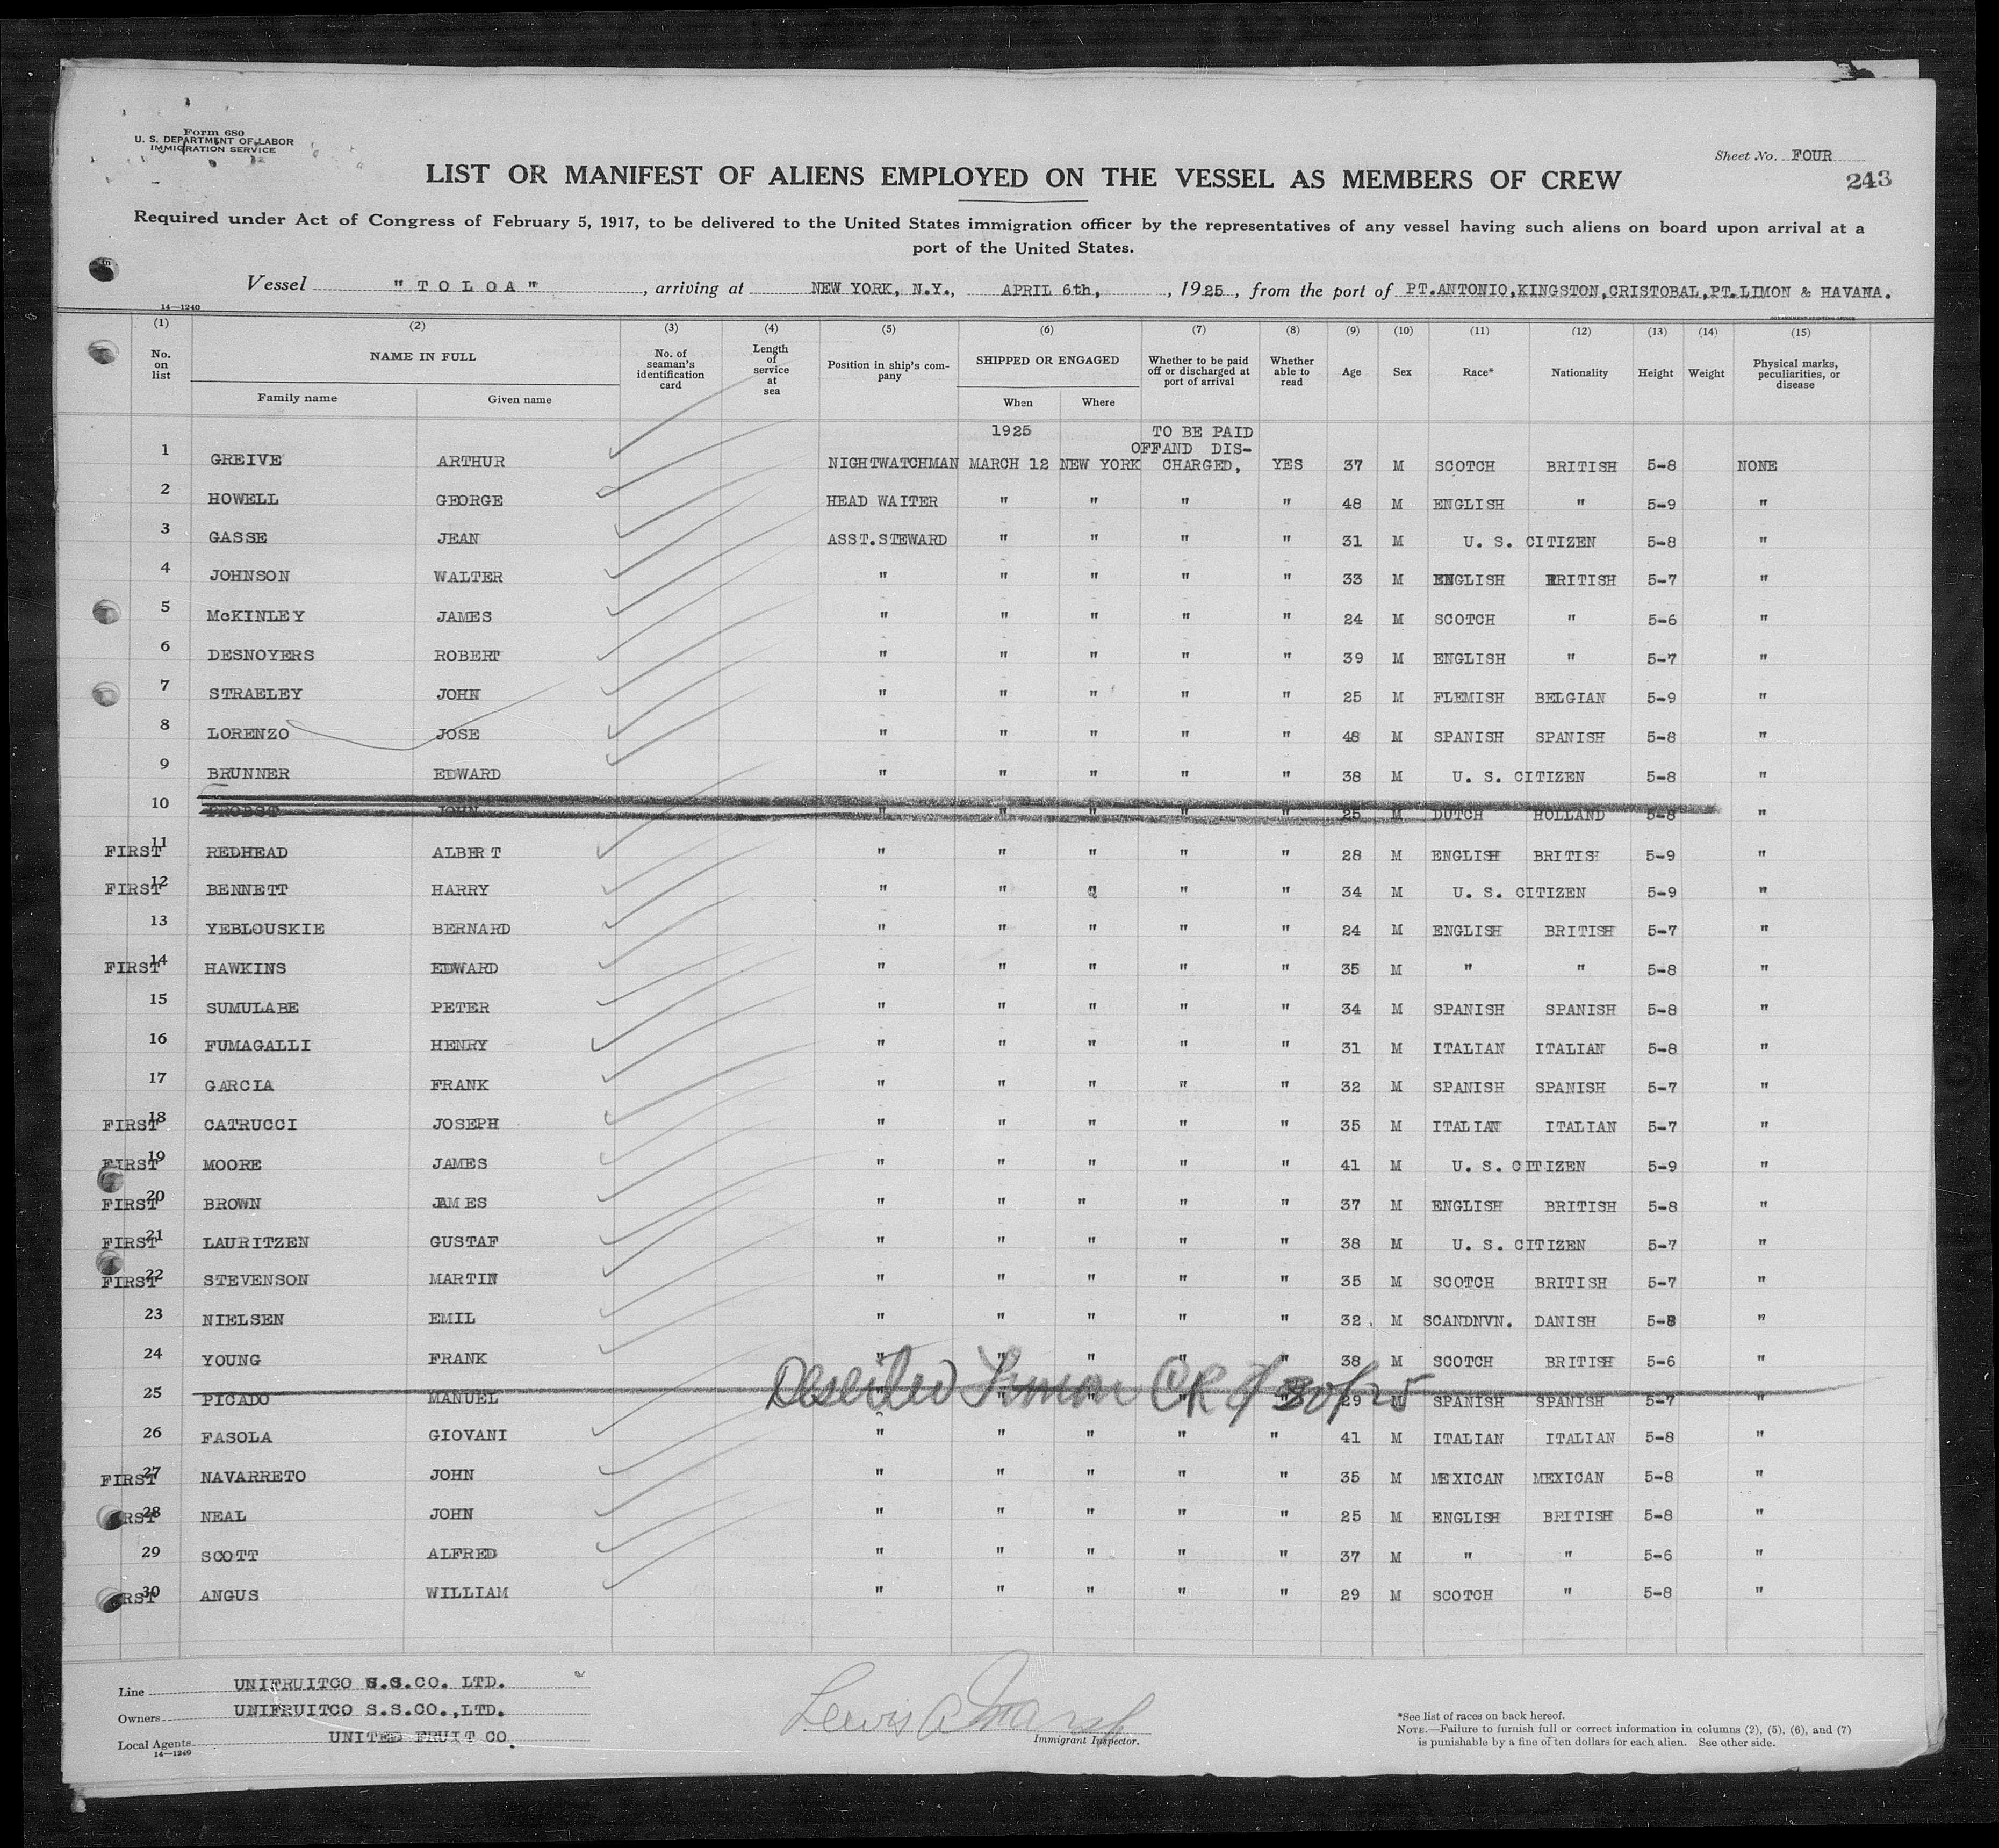 Form 680
U. S. DEPARTMENT OF LABOR
IMMIGRATION SERVICE
Sheet No. FOUR
243
LIST OR MANIFEST OF ALIENS EMPLOYED ON THE VESSEL AS MEMBERS OF CREW
Required under Act of Congress of February 5, 1917, to be delivered to the United States immigration officer by the representatives of any vessel having such aliens on board upon arrival at a
port of the United States.
Vessel "TOLOA", arriving at NEW YORK, N.Y., APRIL 6th, , 1925, from the port of PT.ANTONIO,KINGSTON,CRISTOBAL,PT.LIMON & HAVANA.
14—1240
GOVERNMENT PRINTING OFFICE
(1) (2) (3) (4) (5) (6) (7) (8) (9) (10) (11) (12) (13) (14) (15)
No. on list NAME IN FULL No. of seaman's identification card Length of service at sea Position in ship's company SHIPPED OR ENGAGED Whether to be paid off or discharged at port of arrival Whether able to read Age Sex Race* Nationality Height Weight Physical marks, peculiarities, or disease
Family name Given name When Where
1925 TO BE PAID
OFFAND DIS-
1 GREIVE ARTHUR NIGHTWATCHMAN MARCH 12 NEW YORK CHARGED, YES 37 M SCOTCH BRITISH 5-8 NONE
2 HOWELL GEORGE HEAD WAITER " " " " 48 M ENGLISH " 5-9 "
3 GASSE JEAN ASST.STEWARD " " " " 31 M U. S. CITIZEN 5-8 "
4 JOHNSON WALTER " " " " " 33 M ENGLISH BRITISH 5-7 "
5 McKINLEY JAMES " " " " " 24 M SCOTCH " 5-6 "
6 DESNOYERS ROBERT " " " " " 39 M ENGLISH " 5-7 "
7 STRAELEY JOHN " " " " " 25 M FLEMISH BELGIAN 5-9 "
8 LORENZO JOSE " " " " " 48 M SPANISH SPANISH 5-8 "
9 BRUNNER EDWARD " " " " " 38 M U. S. CITIZEN 5-8 "
10 PROBST JOHN " " " " " 25 M DUTCH HOLLAND 5-8 "
FIRST 11 REDHEAD ALBERT " " " " " 28 M ENGLISH BRITISH 5-9 "
FIRST 12 BENNETT HARRY " " " " " 34 M U. S. CITIZEN 5-9 "
13 YEBLOUSKIE BERNARD " " " " " 24 M ENGLISH BRITISH 5-7 "
FIRST 14 HAWKINS EDWARD " " " " " 35 M " " 5-8 "
15 SUMULABE PETER " " " " " 34 M SPANISH SPANISH 5-8 "
16 FUMAGALLI HENRY " " " " " 31 M ITALIAN ITALIAN 5-8 "
17 GARCIA FRANK " " " " " 32 M SPANISH SPANISH 5-7 "
FIRST 18 CATRUCCI JOSEPH " " " " " 35 M ITALIAN ITALIAN 5-7 "
FIRST 19 MOORE JAMES " " " " " 41 M U. S. CITIZEN 5-9 "
FIRST 20 BROWN JAMES " " " " " 37 M ENGLISH BRITISH 5-8 "
FIRST 21 LAURITZEN GUSTAF " " " " " 38 M U. S. CITIZEN 5-7 "
FIRST 22 STEVENSON MARTIN " " " " " 35 M SCOTCH BRITISH 5-7 "
23 NIELSEN EMIL " " " " " 32 M SCANDNVN. DANISH 5-8 "
24 YOUNG FRANK " " " " " 38 M SCOTCH BRITISH 5-6 "
Deserted Limon CR
25 PICADO MANUEL " " " " " 29 M SPANISH SPANISH 5-7 "
26 FASOLA GIOVANI " " " " " 41 M ITALIAN ITALIAN 5-8 "
FIRST 27 NAVARRETO JOHN " " " " " 35 M MEXICAN MEXICAN 5-8 "
RST 28 NEAL JOHN " " " " " 25 M ENGLISH BRITISH 5-8 "
29 SCOTT ALFRED " " " " " 37 M " " 5-6 "
RST 30 ANGUS WILLIAM " " " " " 29 M SCOTCH " 5-8 "
Line UNIFRUITCO S.S.CO. LTD.
Owners UNIFRUITCO S.S.CO.,LTD.
Local Agents UNITED FRUIT CO.
14—1240
Lewis R Marsh
Immigrant Inspector.
*See list of races on back hereof.
NOTE.—Failure to furnish full or correct information in columns (2), (5), (6), and (7)
is punishable by a fine of ten dollars for each alien. See other side.